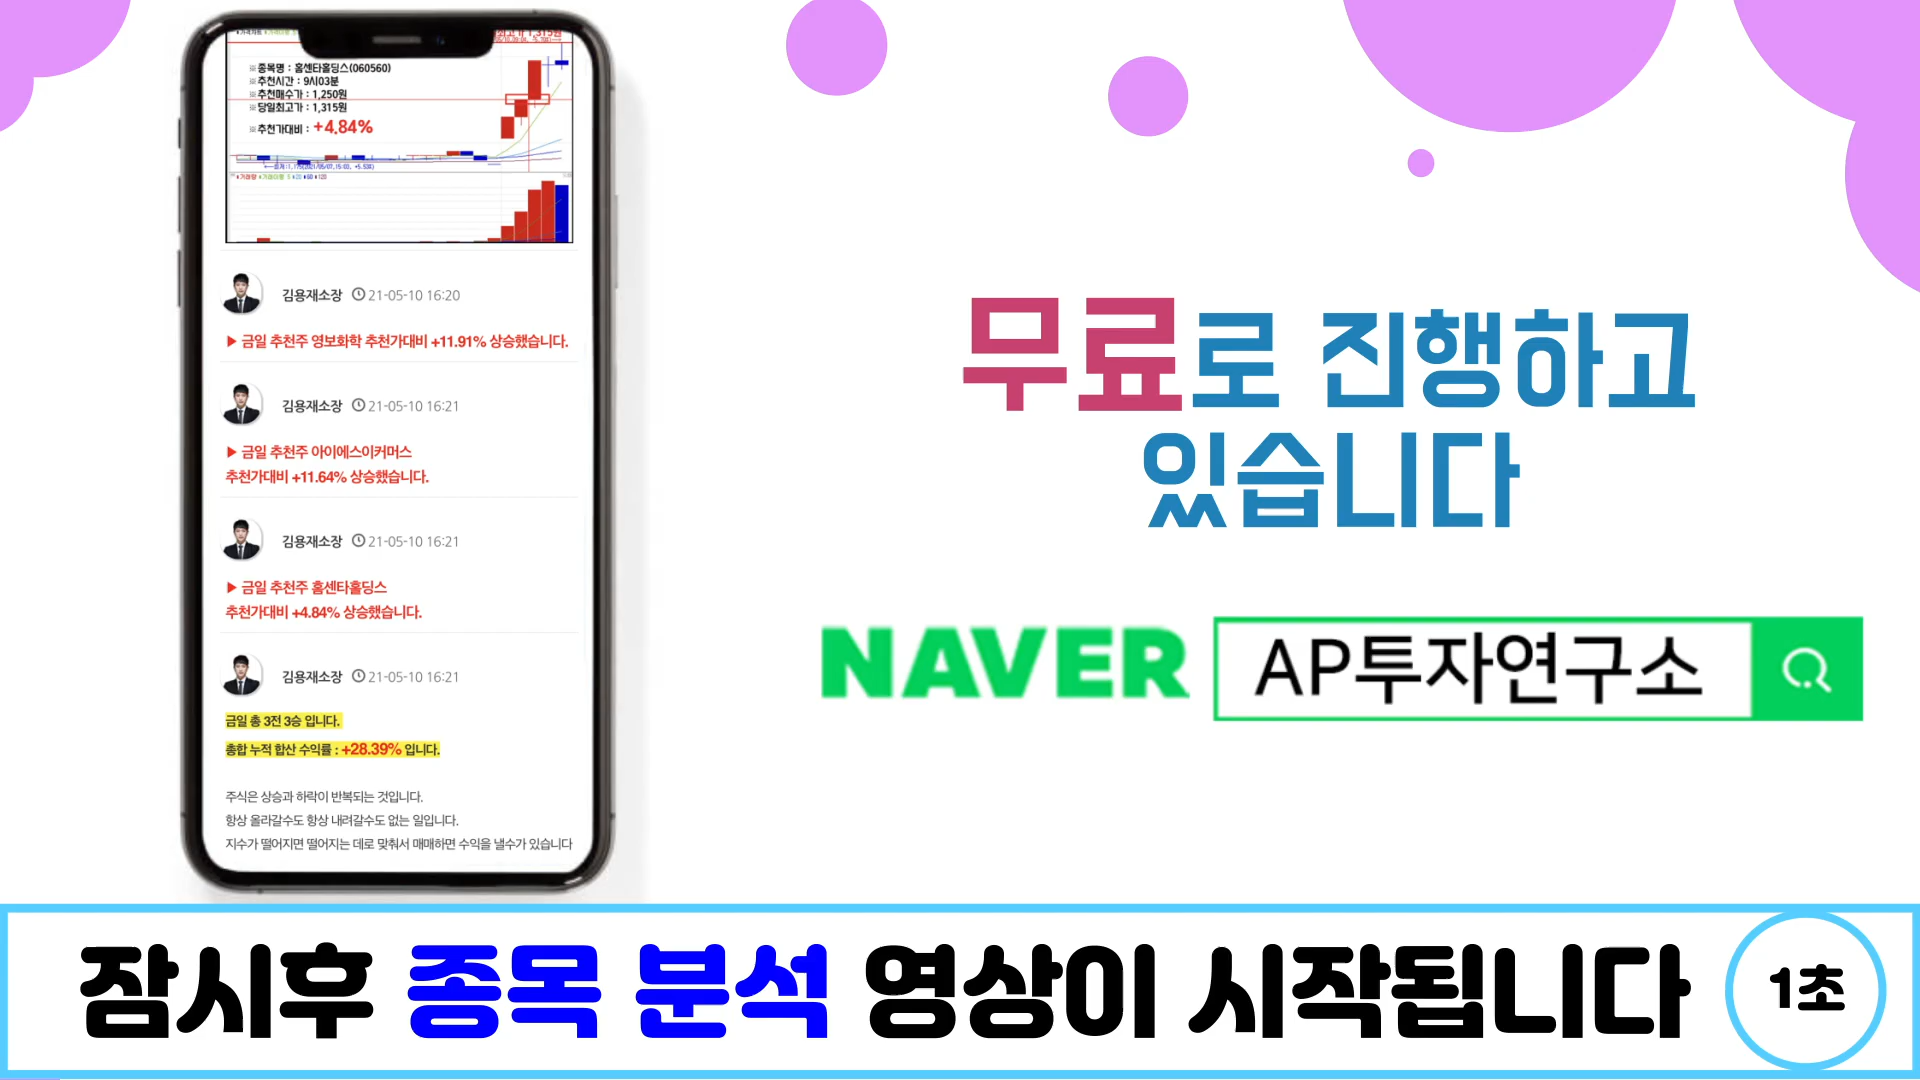 ※종목명 : 홈센타홀딩스(060560)
※추천시간 : 9시03분
※추천매수가 : 1,250원
※당일최고가 : 1,315원
※추천가대비 : +4.84%
김용재소장 21-05-10 16:20
▶ 금일 추천주 영보화학 추천가대비 +11.91% 상승했습니다.
김용재소장 21-05-10 16:21
▶ 금일 추천주 아이에스이커머스
추천가대비 +11.64% 상승했습니다.
김용재소장 21-05-10 16:21
▶ 금일 추천주 홈센타홀딩스
추천가대비 +4.84% 상승했습니다.
김용재소장 21-05-10 16:21
금일 총 3전 3승 입니다.
총합 누적 합산 수익률 : +28.39% 입니다.
주식은 상승과 하락이 반복되는 것입니다.
항상 올라갈수도 항상 내려갈수도 없는 일입니다.
지수가 떨어지면 떨어지는 데로 맞춰서 매매하면 수익을 낼수가 있습니다
무료로 진행하고
있습니다
NAVER AP투자연구소
잠시후 종목 분석 영상이 시작됩니다 1초